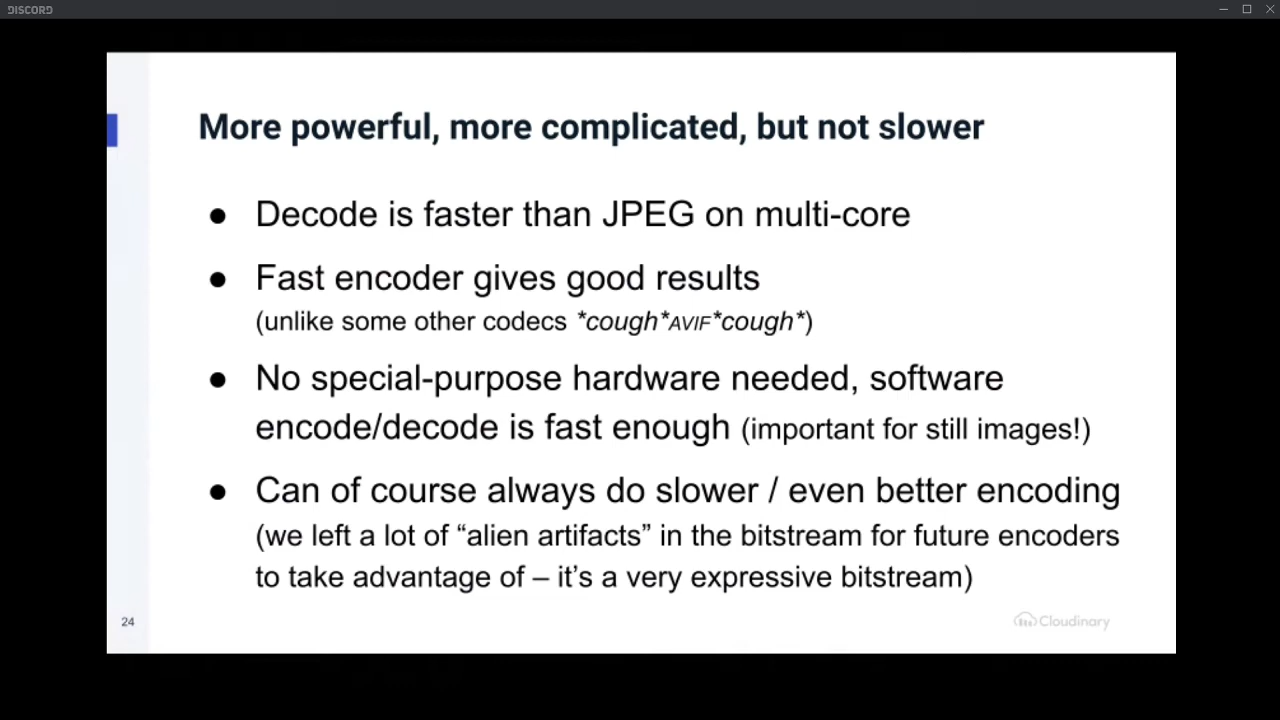 DISCORD
More powerful, more complicated, but not slower
● Decode is faster than JPEG on multi-core
● Fast encoder gives good results
(unlike some other codecs *cough*AVIF*cough*)
● No special-purpose hardware needed, software
encode/decode is fast enough (important for still images!)
● Can of course always do slower / even better encoding
(we left a lot of “alien artifacts” in the bitstream for future encoders
to take advantage of – it’s a very expressive bitstream)
24
Cloudinary